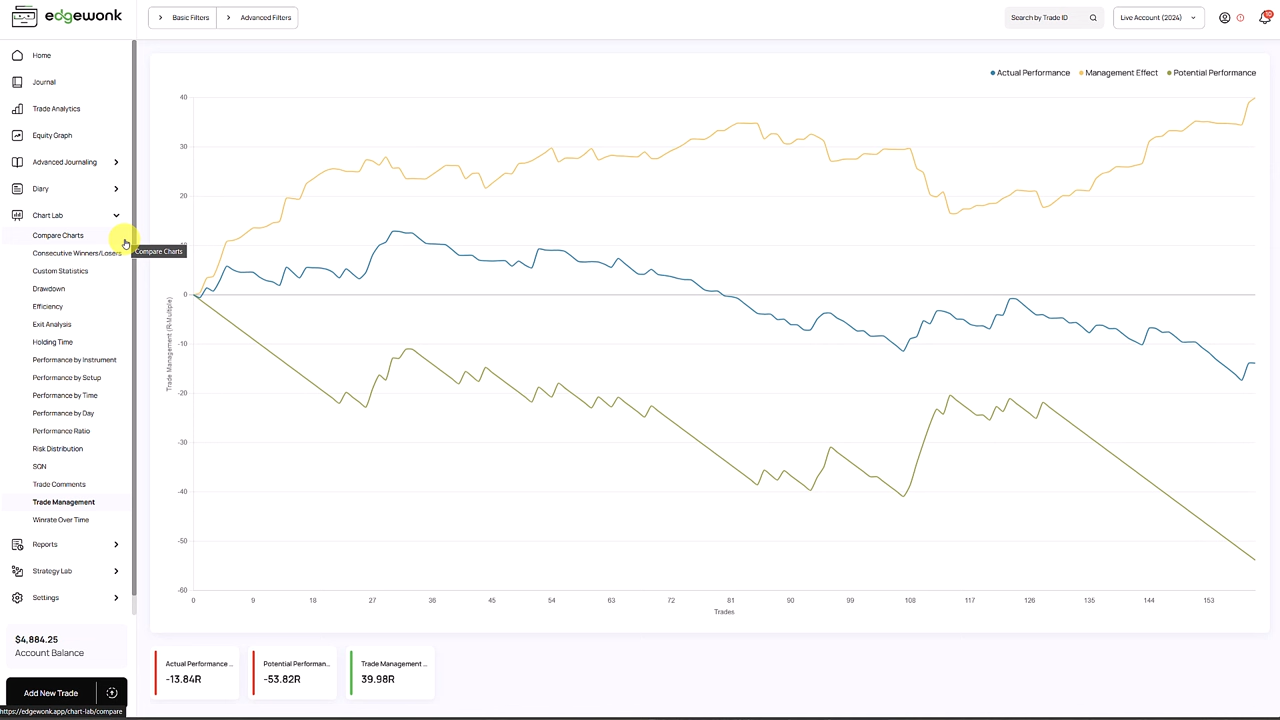 edgewonk
Basic Filters
Advanced Filters
Search by Trade ID
Live Account (2024)
Home
Journal
Trade Analytics
Equity Graph
Advanced Journaling
Diary
Chart Lab
Compare Charts
Consecutive Winners/Losers
Custom Statistics
Drawdown
Efficiency
Exit Analysis
Holding Time
Performance by Instrument
Performance by Setup
Performance by Time
Performance by Day
Performance Ratio
Risk Distribution
SQN
Trade Comments
Trade Management
Winrate Over Time
Reports
Strategy Lab
Settings
$4,884.25
Account Balance
Add New Trade
https://edgewonk.app/chart-lab/compare
Compare Charts
Actual Performance Management Effect Potential Performance
40
30
20
0
-10
-20
-30
-40
-50
-60
Trade Management (R-Multiple)
0 9 18 27 36 45 54 63 72 81 90 99 108 117 126 135 144 153
Trades
Actual Performance...
-13.84R
Potential Performan...
-53.82R
Trade Management ...
39.98R